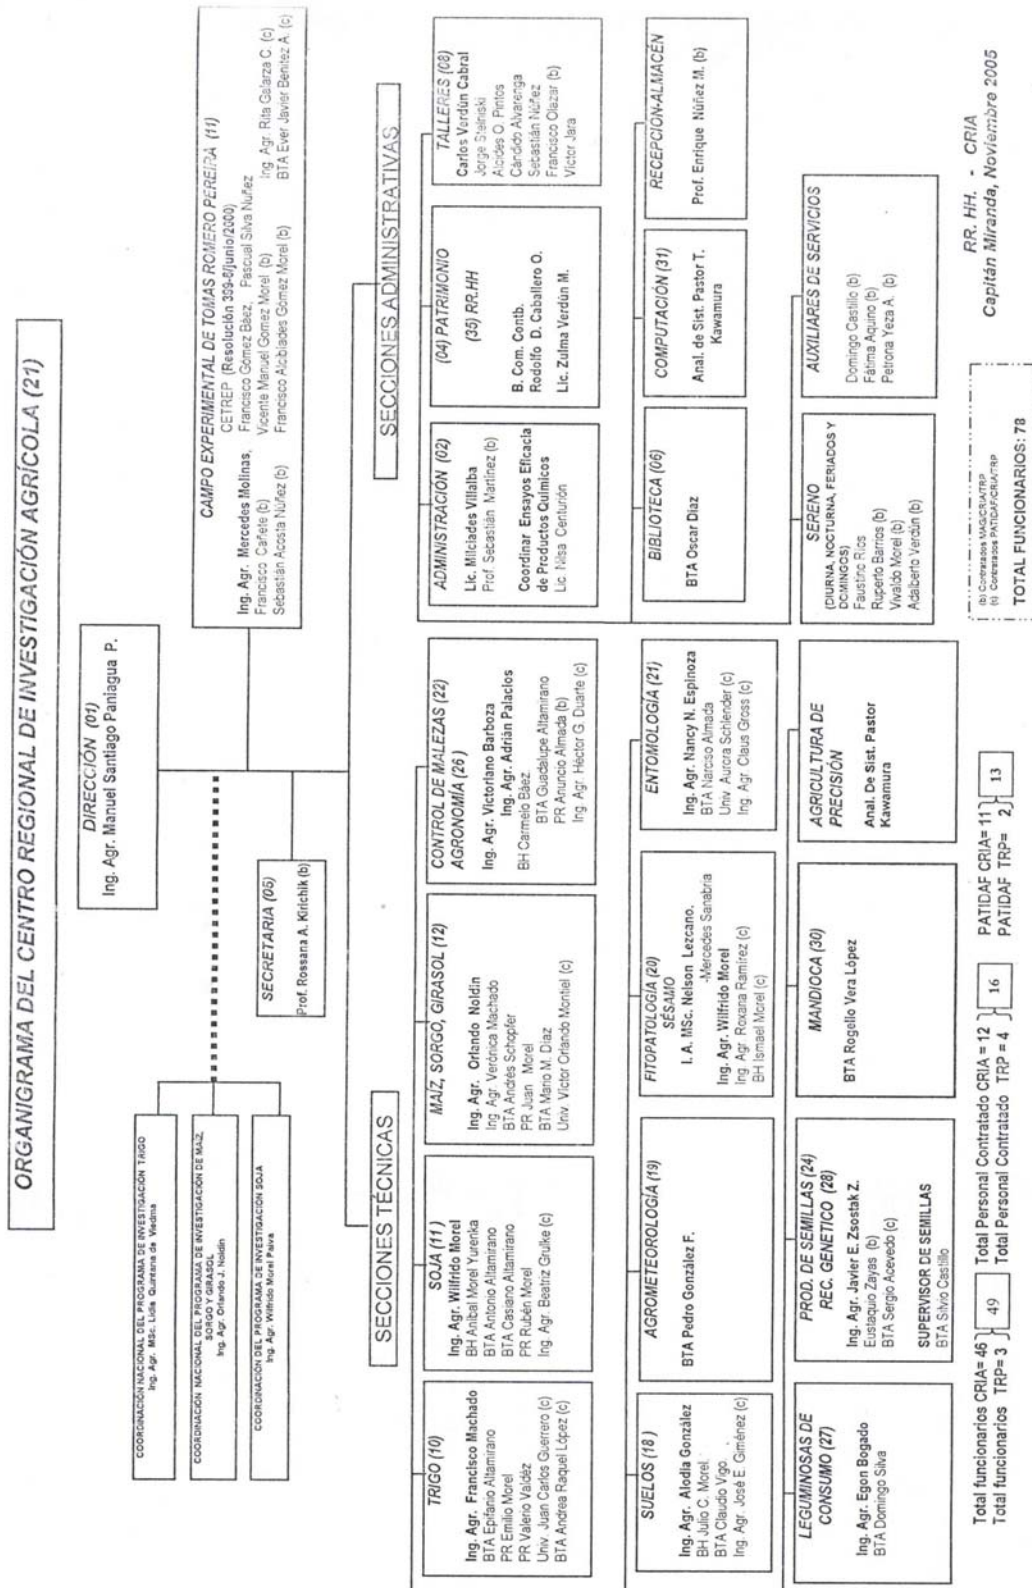 ORGANIGRAMA DEL CENTRO REGIONAL DE INVESTIGACIÓN AGRÍCOLA (21)
DIRECCIÓN (01)
Ing. Agr. Manuel Santiago Paniagua P.
COORDINACIÓN NACIONAL DEL PROGRAMA DE INVESTIGACIÓN TRIGO
Ing. Agr. MSc. Lidia Quintana de Viedma
COORDINACIÓN NACIONAL DEL PROGRAMA DE INVESTIGACIÓN DE MAÍZ,
SORGO Y GIRASOL
Ing. Agr. Orlando J. Noldin
COORDINACIÓN DEL PROGRAMA DE INVESTIGACIÓN SOJA
Ing. Agr. Wilfrido Morel Paiva
SECRETARIA (05)
Prof. Rossana A. Kirichik (b)
CAMPO EXPERIMENTAL DE TOMAS ROMERO PEREIRA (11)
CETREP (Resolución 399-8/junio/2000)
Ing. Agr. Mercedes Molinas, Francisco Gómez Báez, Pascual Silva Nuñez Ing. Agr. Rita Galarza C. (c)
Francisco Cañete (b) Vicente Manuel Gomez Morel (b) BTA Ever Javier Benitez A. (c)
Sebastián Acosta Núñez (b) Francisco Alcibiades Gómez Morel (b)
SECCIONES TÉCNICAS
TRIGO (10)
Ing. Agr. Francisco Machado
BTA Epifanio Altamirano
PR Emilio Morel
PR Valerio Valdéz
Univ. Juan Carlos Guerrero (c)
BTA Andrea Raquel López (c)
SOJA (11)
Ing. Agr. Wilfrido Morel
BH Anibal Morel Yurenka
BTA Antonio Altamirano
BTA Casiano Altamirano
PR Rubén Morel
Ing. Agr. Beatriz Grulke (c)
MAÍZ, SORGO, GIRASOL (12)
Ing. Agr. Orlando Noldin
Ing. Agr. Verónica Machado
BTA Andrés Schopfer
PR Juan Morel
BTA Mario M. Díaz
Univ. Víctor Orlando Montiel (c)
CONTROL DE MALEZAS (22)
AGRONOMÍA (26)
Ing. Agr. Victoriano Barboza
Ing. Agr. Adrián Palacios
BH Carmelo Báez
BTA Guadalupe Altamirano
PR Anuncio Almada (b)
Ing. Agr. Héctor G. Duarte (c)
SUELOS (18)
Ing. Agr. Alodia González
BH Julio C. Morel.
BTA Claudio Vigo.
Ing. Agr. José E. Giménez (c)
AGROMETEOROLOGÍA (19)
BTA Pedro González F.
FITOPATOLOGÍA (20)
SÉSAMO
I. A. MSc. Nelson Lezcano.
-Mercedes Sanabria
Ing. Agr. Wilfrido Morel
Ing. Agr. Roxana Ramírez (c)
BH Ismael Morel (c)
ENTOMOLOGÍA (21)
Ing. Agr. Nancy N. Espinoza
BTA Narciso Almada
Univ. Aurora Schlender (c)
Ing. Agr. Claus Gross (c)
LEGUMINOSAS DE
CONSUMO (27)
Ing. Agr. Egon Bogado
BTA Domingo Silva
PROD. DE SEMILLAS (24)
REC. GENETICO (28)
Ing. Agr. Javier E. Zsostak Z.
Eustaquio Zayas (b)
BTA Sergio Acevedo (c)
SUPERVISOR DE SEMILLAS
BTA Silvio Castillo
MANDIOCA (30)
BTA Rogelio Vera López
AGRICULTURA DE
PRECISIÓN
Anal. De Sist. Pastor
Kawamura
SECCIONES ADMINISTRATIVAS
ADMINISTRACIÓN (02)
Lic. Milciades Villalba
Prof. Sebastián Martínez (b)
Coordinar Ensayos Eficacia
de Productos Químicos
Lic. Nilsa Centurión
(04) PATRIMONIO
(35) RR.HH
B. Com. Contb.
Rodolfo D. Caballero O.
Lic. Zulma Verdún M.
TALLERES (08)
Carlos Verdún Cabral
Jorge Stelniski
Alcides O. Pintos
Cándido Alvarenga
Sebastián Núñez
Francisco Olazar (b)
Víctor Jara
BIBLIOTECA (06)
BTA Oscar Díaz
COMPUTACIÓN (31)
Anal. de Sist. Pastor T.
Kawamura
RECEPCIÓN-ALMACÉN
Prof. Enrique Núñez M. (b)
SERENO
(DIURNA, NOCTURNA, FERIADOS Y
DOMINGOS)
Faustino Ríos
Ruperto Barrios (b)
Vivaldo Morel (b)
Adalberto Verdún (b)
AUXILIARES DE SERVICIOS
Domingo Castillo (b)
Fátima Aquino (b)
Petrona Yeza A. (b)
Total funcionarios CRIA= 46
Total funcionarios TRP= 3
49
Total Personal Contratado CRIA = 12
Total Personal Contratado TRP = 4
16
PATIDAF CRIA= 11
PATIDAF TRP= 2
13
(b) Contratados MAG/CRIA/TRP
(c) Contratados PATIDAF/CRIA/TRP
TOTAL FUNCIONARIOS: 78
RR. HH. - CRIA
Capitán Miranda, Noviembre 2005